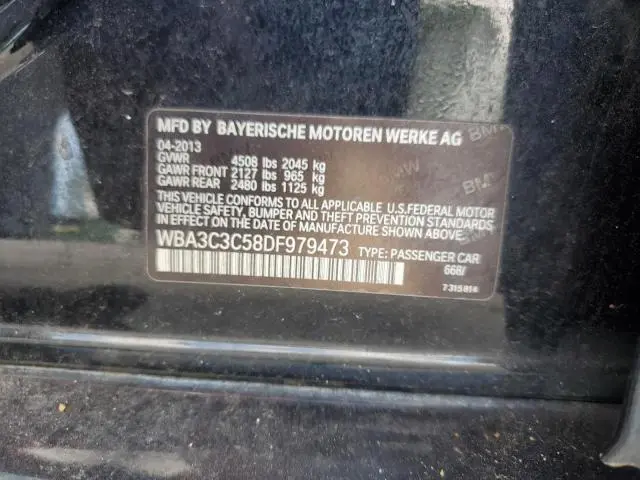 MFD BY BAYERISCHE MOTOREN WERKE AG
04-2013
GVWR 4508 lbs 2045 kg
GAWR FRONT 2127 lbs 965 kg
GAWR REAR 2480 lbs 1125 kg
THIS VEHICLE CONFORMS TO ALL APPLICABLE U.S.FEDERAL MOTOR
VEHICLE SAFETY, BUMPER AND THEFT PREVENTION STANDARDS
IN EFFECT ON THE DATE OF MANUFACTURE SHOWN ABOVE.
WBA3C3C58DF979473 TYPE: PASSENGER CAR
668/
7315814
BMW